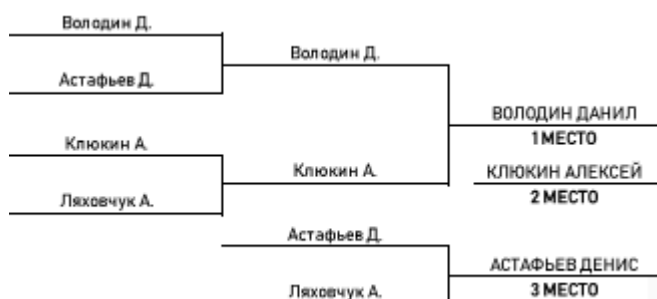 Володин Д.
Володин Д.
Астафьев Д.
ВОЛОДИН ДАНИЛ
1 МЕСТО
Клюкин А.
Клюкин А.
КЛЮКИН АЛЕКСЕЙ
2 МЕСТО
Ляховчук А.
Астафьев Д.
АСТАФЬЕВ ДЕНИС
3 МЕСТО
Ляховчук А.